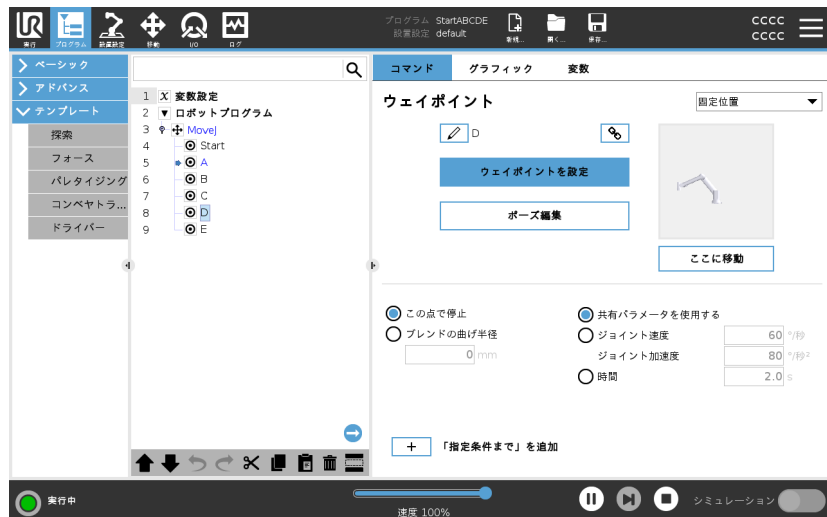 UR
プログラム StartABCDE
設置設定 default
cccc
cccc
実行 プログラム 設置設定 移動 I/O ログ
新規... 開く... 保存...
ベーシック
アドバンス
テンプレート
探索
フォース
パレタイジング
コンベヤトラ...
ドライバー
1 X 変数設定
2 ロボットプログラム
3 MoveJ
4 Start
5 A
6 B
7 C
8 D
9 E
コマンド グラフィック 変数
ウェイポイント
固定位置
D
ウェイポイントを設定
ポーズ編集
ここに移動
この点で停止
ブレンドの曲げ半径
0 mm
共有パラメータを使用する
ジョイント速度 60 °/秒
ジョイント加速度 80 °/秒²
時間 2.0 s
+ 「指定条件まで」を追加
実行中
速度 100%
シミュレーション